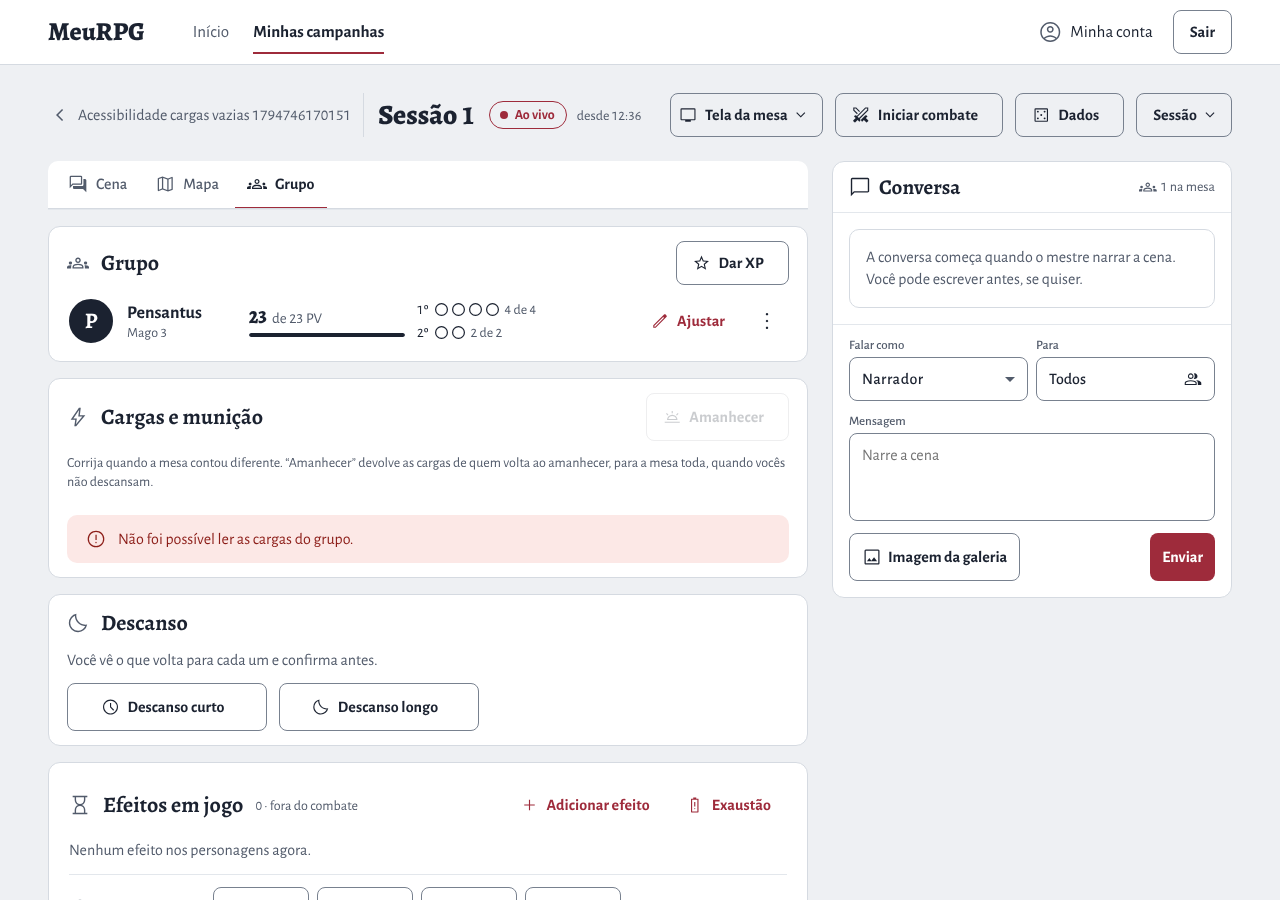 MeuRPG
Início
Minhas campanhas
Minha conta
Sair
Acessibilidade cargas vazias 1794746170151
Sessão 1
Ao vivo
desde 12:36
Tela da mesa
Iniciar combate
Dados
Sessão
Cena
Mapa
Grupo
Grupo
Dar XP
P
Pensantus
Mago 3
23 de 23 PV
1º 4 de 4
2º 2 de 2
Ajustar
Cargas e munição
Amanhecer
Corrija quando a mesa contou diferente. “Amanhecer” devolve as cargas de quem volta ao amanhecer, para a mesa toda, quando vocês
não descansam.
Não foi possível ler as cargas do grupo.
Descanso
Você vê o que volta para cada um e confirma antes.
Descanso curto
Descanso longo
Efeitos em jogo
0 · fora do combate
Adicionar efeito
Exaustão
Nenhum efeito nos personagens agora.
Conversa
1 na mesa
A conversa começa quando o mestre narrar a cena.
Você pode escrever antes, se quiser.
Falar como
Para
Narrador
Todos
Mensagem
Narre a cena
Imagem da galeria
Enviar